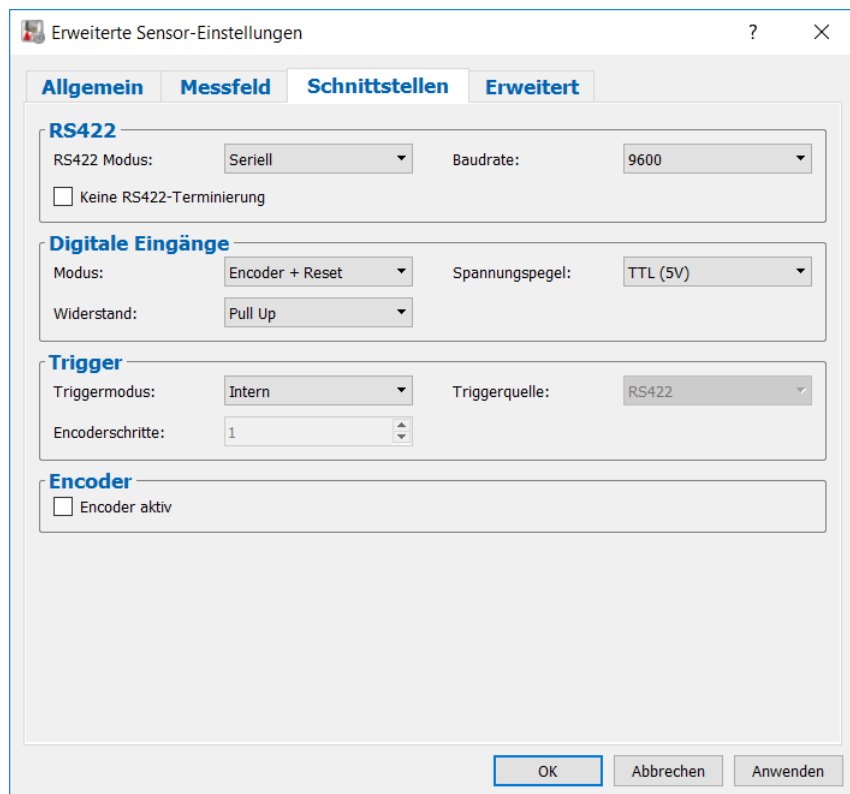 Erweiterte Sensor-Einstellungen ?
Allgemein Messfeld Schnittstellen Erweitert
RS422
RS422 Modus: Seriell Baudrate: 9600
Keine RS422-Terminierung
Digitale Eingänge
Modus: Encoder + Reset Spannungspegel: TTL (5V)
Widerstand: Pull Up
Trigger
Triggermodus: Intern Triggerquelle: RS422
Encoderschritte: 1
Encoder
Encoder aktiv
OK Abbrechen Anwenden